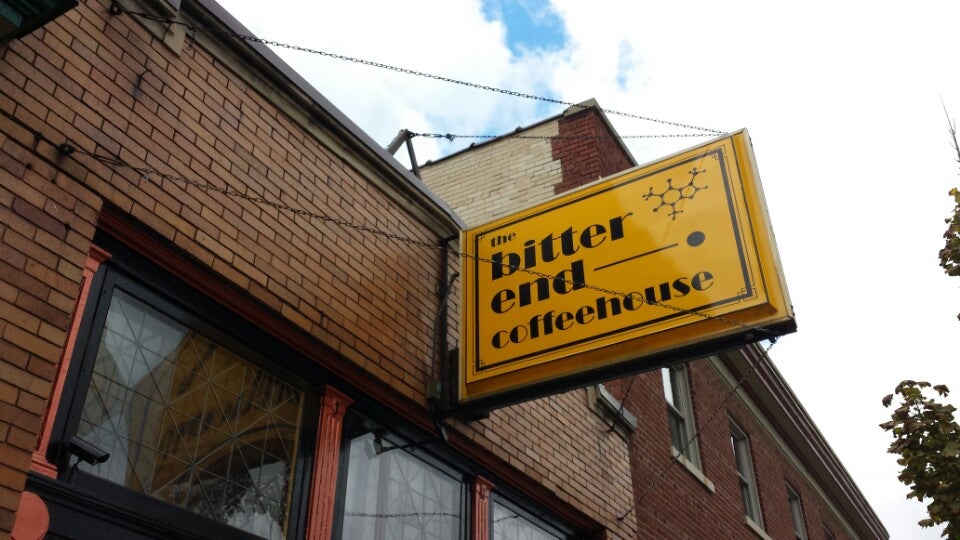 the
bitter
end
coffeehouse